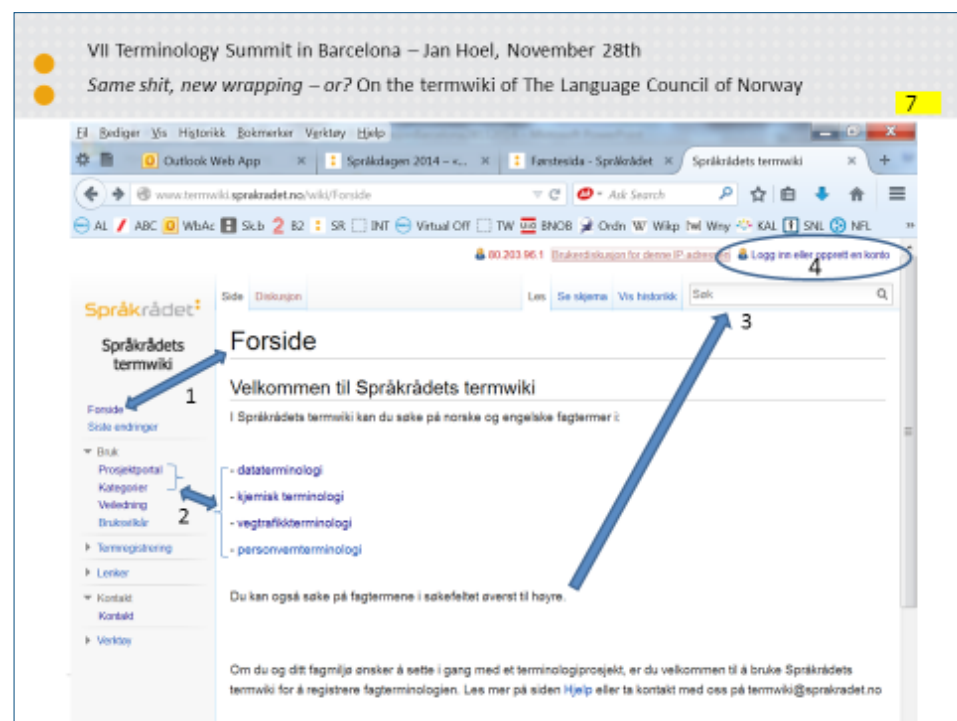 VII Terminology Summit in Barcelona – Jan Hoel, November 28th
Same shit, new wrapping – or? On the termwiki of The Language Council of Norway
7
Fil Rediger Vis Historikk Bokmerker Verktøy Hjelp
Outlook Web App × Språkdagen 2014 – «... × Førstesida - Språkrådet × Språkrådets termwiki × +
www.termwiki.sprakradet.no/wiki/Forside Ask Search
AL ABC WbAc Sk.b B2 SR INT Virtual Off TW BNOB Ordn Wikp Wny KAL SNL NFL »
80.203.96.1 Brukerdiskusjon for denne IP-adressen Logg inn eller opprett en konto
4
Side Diskusjon Les Se skjema Vis historikk Søk
Språkrådet
3
Språkrådets
termwiki
Forside
1
Velkommen til Språkrådets termwiki
Forside
Siste endringer
I Språkrådets termwiki kan du søke på norske og engelske fagtermer i:
Bruk
Prosjektportal
Kategorier
Veiledning
Bruksvilkår
2
- dataterminologi
- kjemisk terminologi
- vegtrafikkterminologi
- personvernterminologi
Termregistrering
Lenker
Kontakt
Kontakt
Verktøy
Du kan også søke på fagtermene i søkefeltet øverst til høyre.
Om du og ditt fagmiljø ønsker å sette i gang med et terminologiprosjekt, er du velkommen til å bruke Språkrådets
termwiki for å registrere fagterminologien. Les mer på siden Hjelp eller ta kontakt med oss på termwiki@sprakradet.no